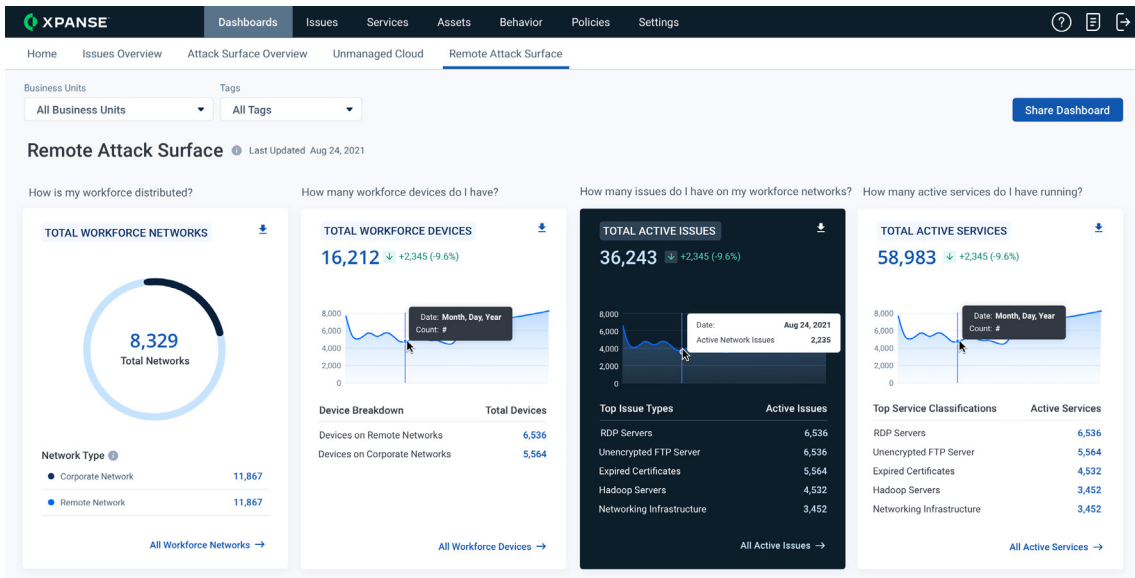 XPANSE
Dashboards Issues Services Assets Behavior Policies Settings
Home Issues Overview Attack Surface Overview Unmanaged Cloud Remote Attack Surface
Business Units Tags
All Business Units All Tags Share Dashboard
Remote Attack Surface Last Updated Aug 24, 2021
How is my workforce distributed?
TOTAL WORKFORCE NETWORKS
8,329
Total Networks
Network Type
Corporate Network 11,867
Remote Network 11,867
All Workforce Networks →
How many workforce devices do I have?
TOTAL WORKFORCE DEVICES
16,212 +2,345 (-9.6%)
8,000
6,000
4,000
2,000
0
Date: Month, Day, Year
Count: #
Device Breakdown Total Devices
Devices on Remote Networks 6,536
Devices on Corporate Networks 5,564
All Workforce Devices →
How many issues do I have on my workforce networks?
TOTAL ACTIVE ISSUES
36,243 +2,345 (-9.6%)
8,000
6,000
4,000
2,000
0
Date: Aug 24, 2021
Active Network Issues 2,235
Top Issue Types Active Issues
RDP Servers 6,536
Unencrypted FTP Server 6,536
Expired Certificates 5,564
Hadoop Servers 4,532
Networking Infrastructure 3,452
All Active Issues →
How many active services do I have running?
TOTAL ACTIVE SERVICES
58,983 +2,345 (-9.6%)
8,000
6,000
4,000
2,000
0
Date: Month, Day, Year
Count: #
Top Service Classifications Active Services
RDP Servers 6,536
Unencrypted FTP Server 5,564
Expired Certificates 4,532
Hadoop Servers 3,452
Networking Infrastructure 3,452
All Active Services →